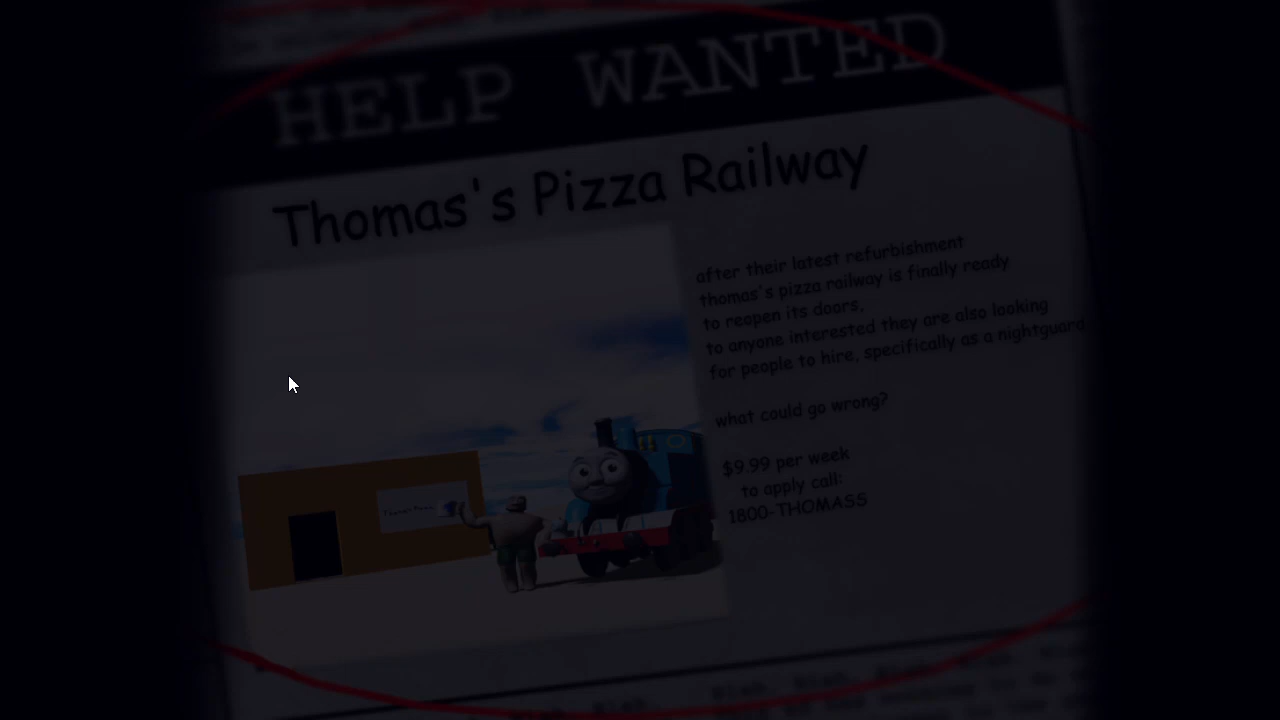 HELP WANTED
Thomas's Pizza Railway
after their latest refurbishment
thomas's pizza railway is finally ready
to reopen its doors,
to anyone interested they are also looking
for people to hire, specifically as a nightguard
what could go wrong?
$9.99 per week
to apply call:
1800-THOMAS5